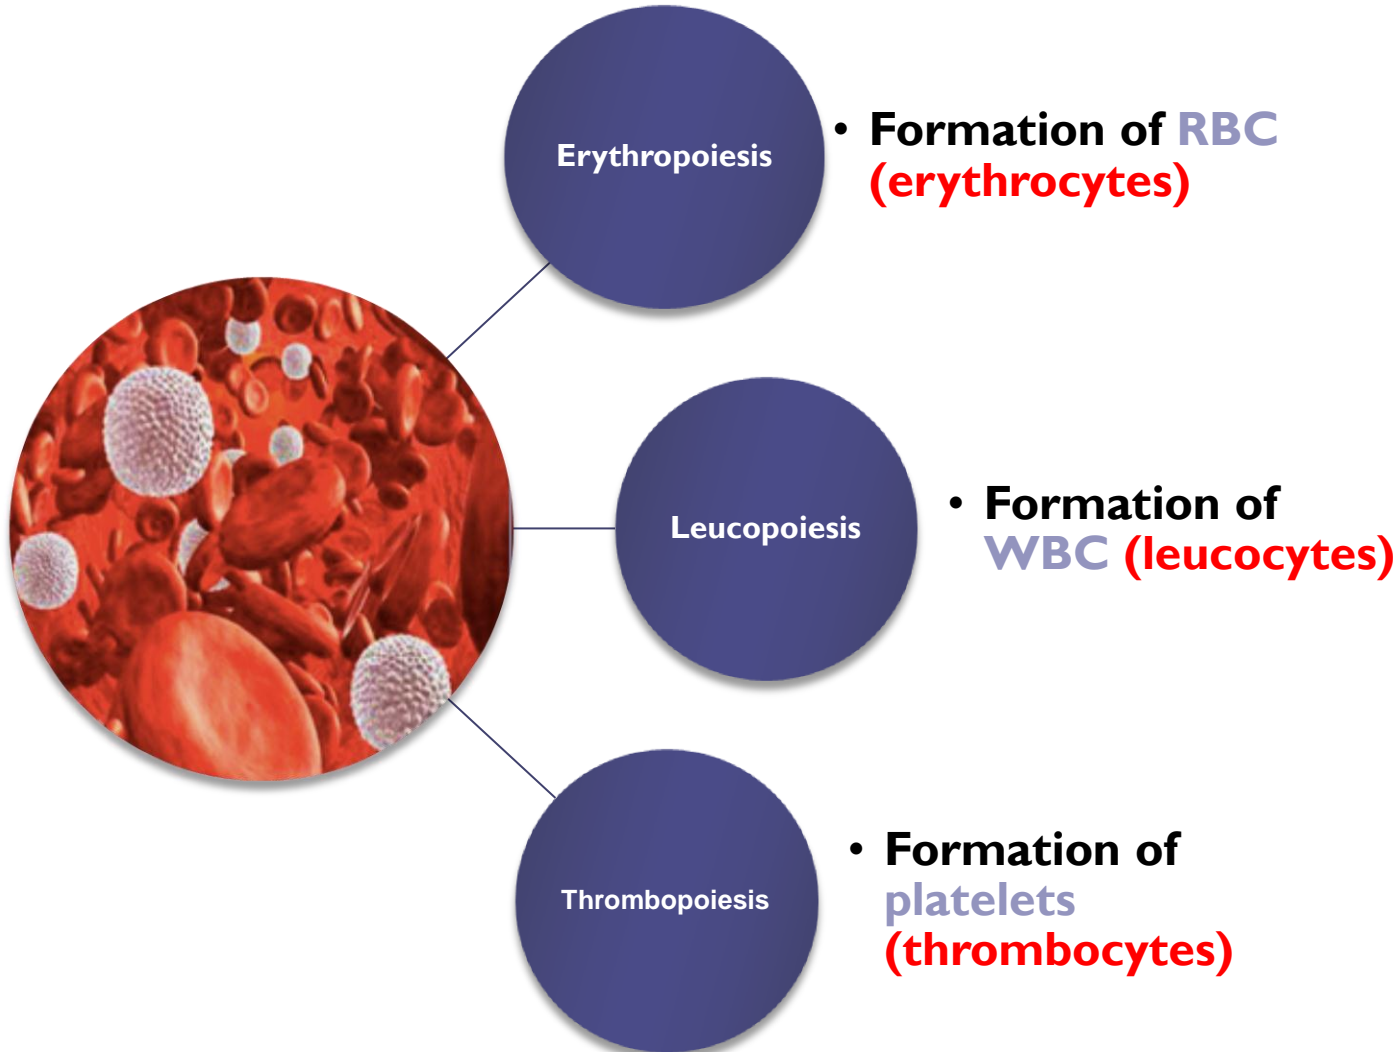 Erythropoiesis
• Formation of RBC
(erythrocytes)
Leucopoiesis
• Formation of
WBC (leucocytes)
Thrombopoiesis
• Formation of
platelets
(thrombocytes)